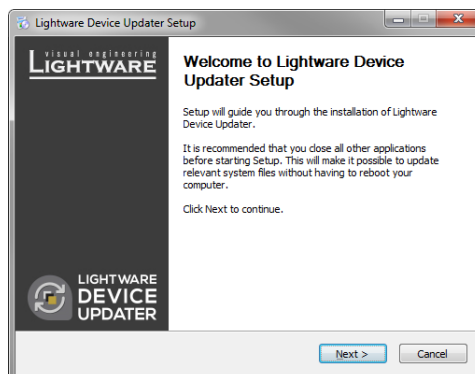 Lightware Device Updater Setup
visual engineering
LIGHTWARE
Welcome to Lightware Device
Updater Setup
Setup will guide you through the installation of Lightware
Device Updater.
It is recommended that you close all other applications
before starting Setup. This will make it possible to update
relevant system files without having to reboot your
computer.
Click Next to continue.
LIGHTWARE
DEVICE
UPDATER
Next >
Cancel